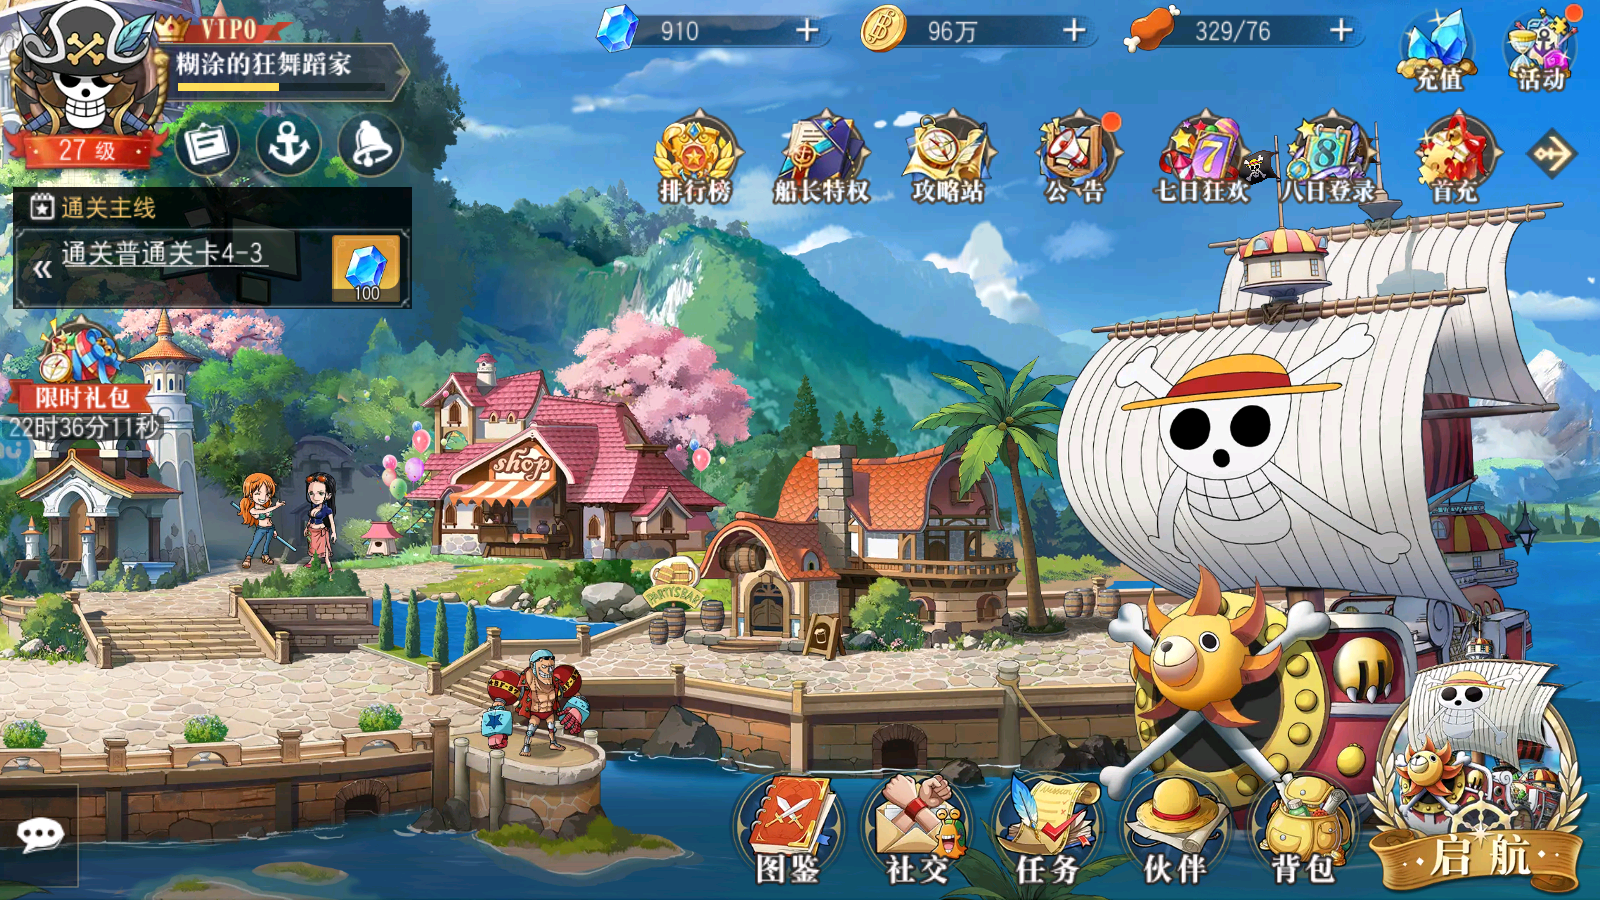 VIP0
糊涂的狂舞蹈家
27 级
910
96万
329/76
充值
活动
排行榜
船长特权
攻略站
公告
七日狂欢
八日登录
首充
通关主线
通关普通关卡4-3
100
限时礼包
22时36分11秒
shop
PARTYSBAR
图鉴
社交
任务
伙伴
背包
启航